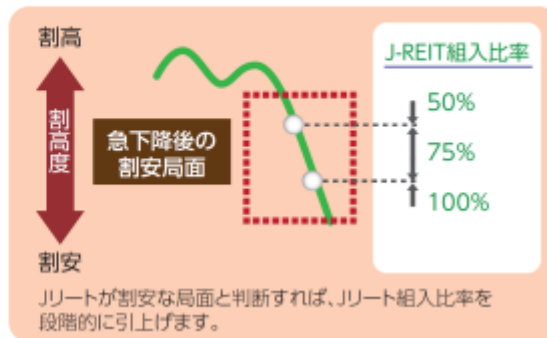 割高
割高度
割安
急下降後の
割安局面
J-REIT組入比率
50%
75%
100%
Jリートが割安な局面と判断すれば、Jリート組入比率を
段階的に引上げます。